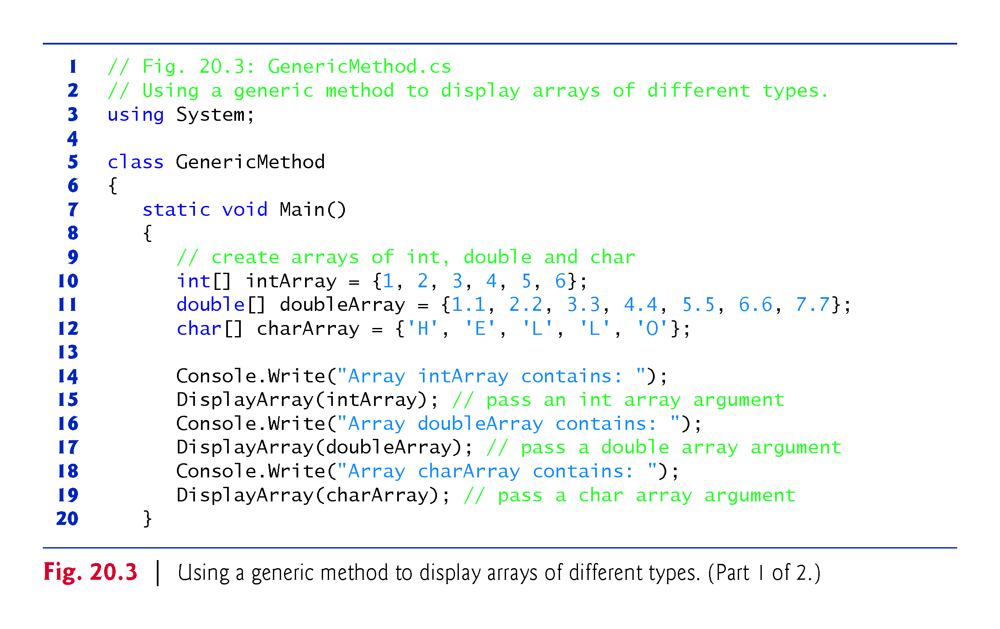 1 // Fig. 20.3: GenericMethod.cs
2 // Using a generic method to display arrays of different types.
3 using System;
4
5 class GenericMethod
6 {
7    static void Main()
8    {
9       // create arrays of int, double and char
10       int[] intArray = {1, 2, 3, 4, 5, 6};
11       double[] doubleArray = {1.1, 2.2, 3.3, 4.4, 5.5, 6.6, 7.7};
12       char[] charArray = {'H', 'E', 'L', 'L', 'O'};
13
14       Console.Write("Array intArray contains: ");
15       DisplayArray(intArray); // pass an int array argument
16       Console.Write("Array doubleArray contains: ");
17       DisplayArray(doubleArray); // pass a double array argument
18       Console.Write("Array charArray contains: ");
19       DisplayArray(charArray); // pass a char array argument
20    }
Fig. 20.3 | Using a generic method to display arrays of different types. (Part 1 of 2.)